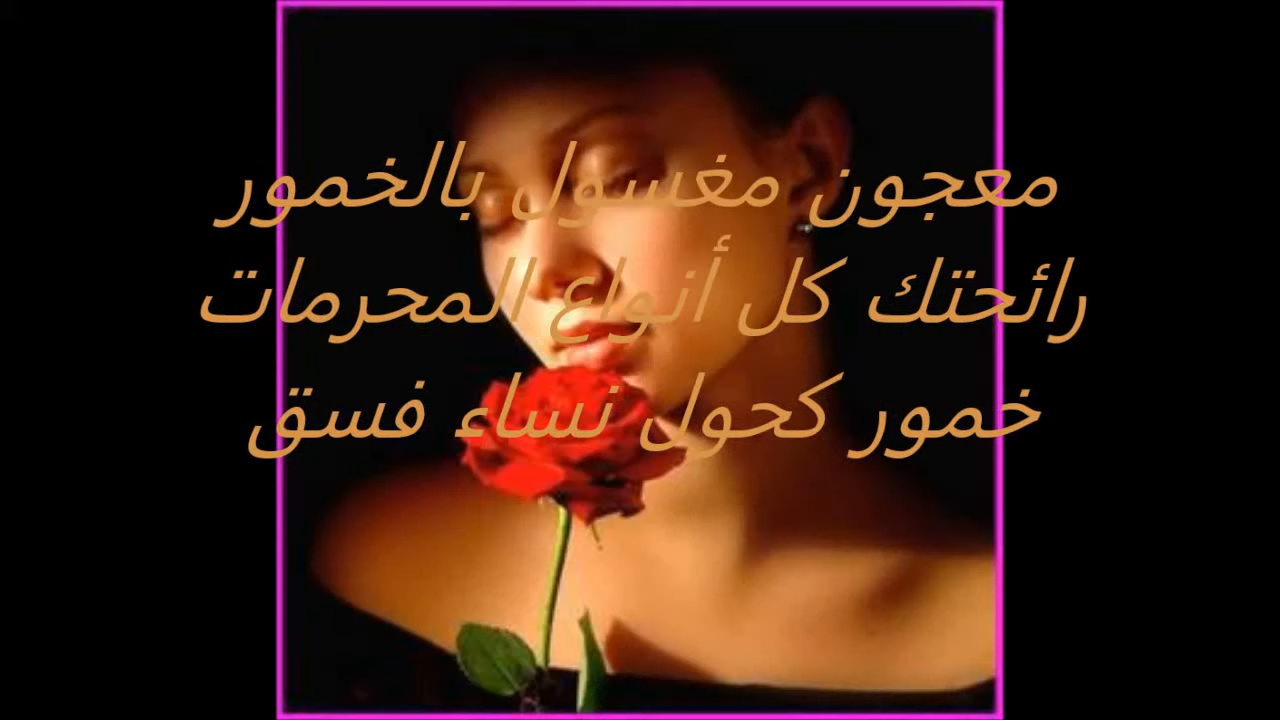 معجون مغسول بالخمور
رائحتك كل أنواع المحرمات
خمور كحول نساء فسق